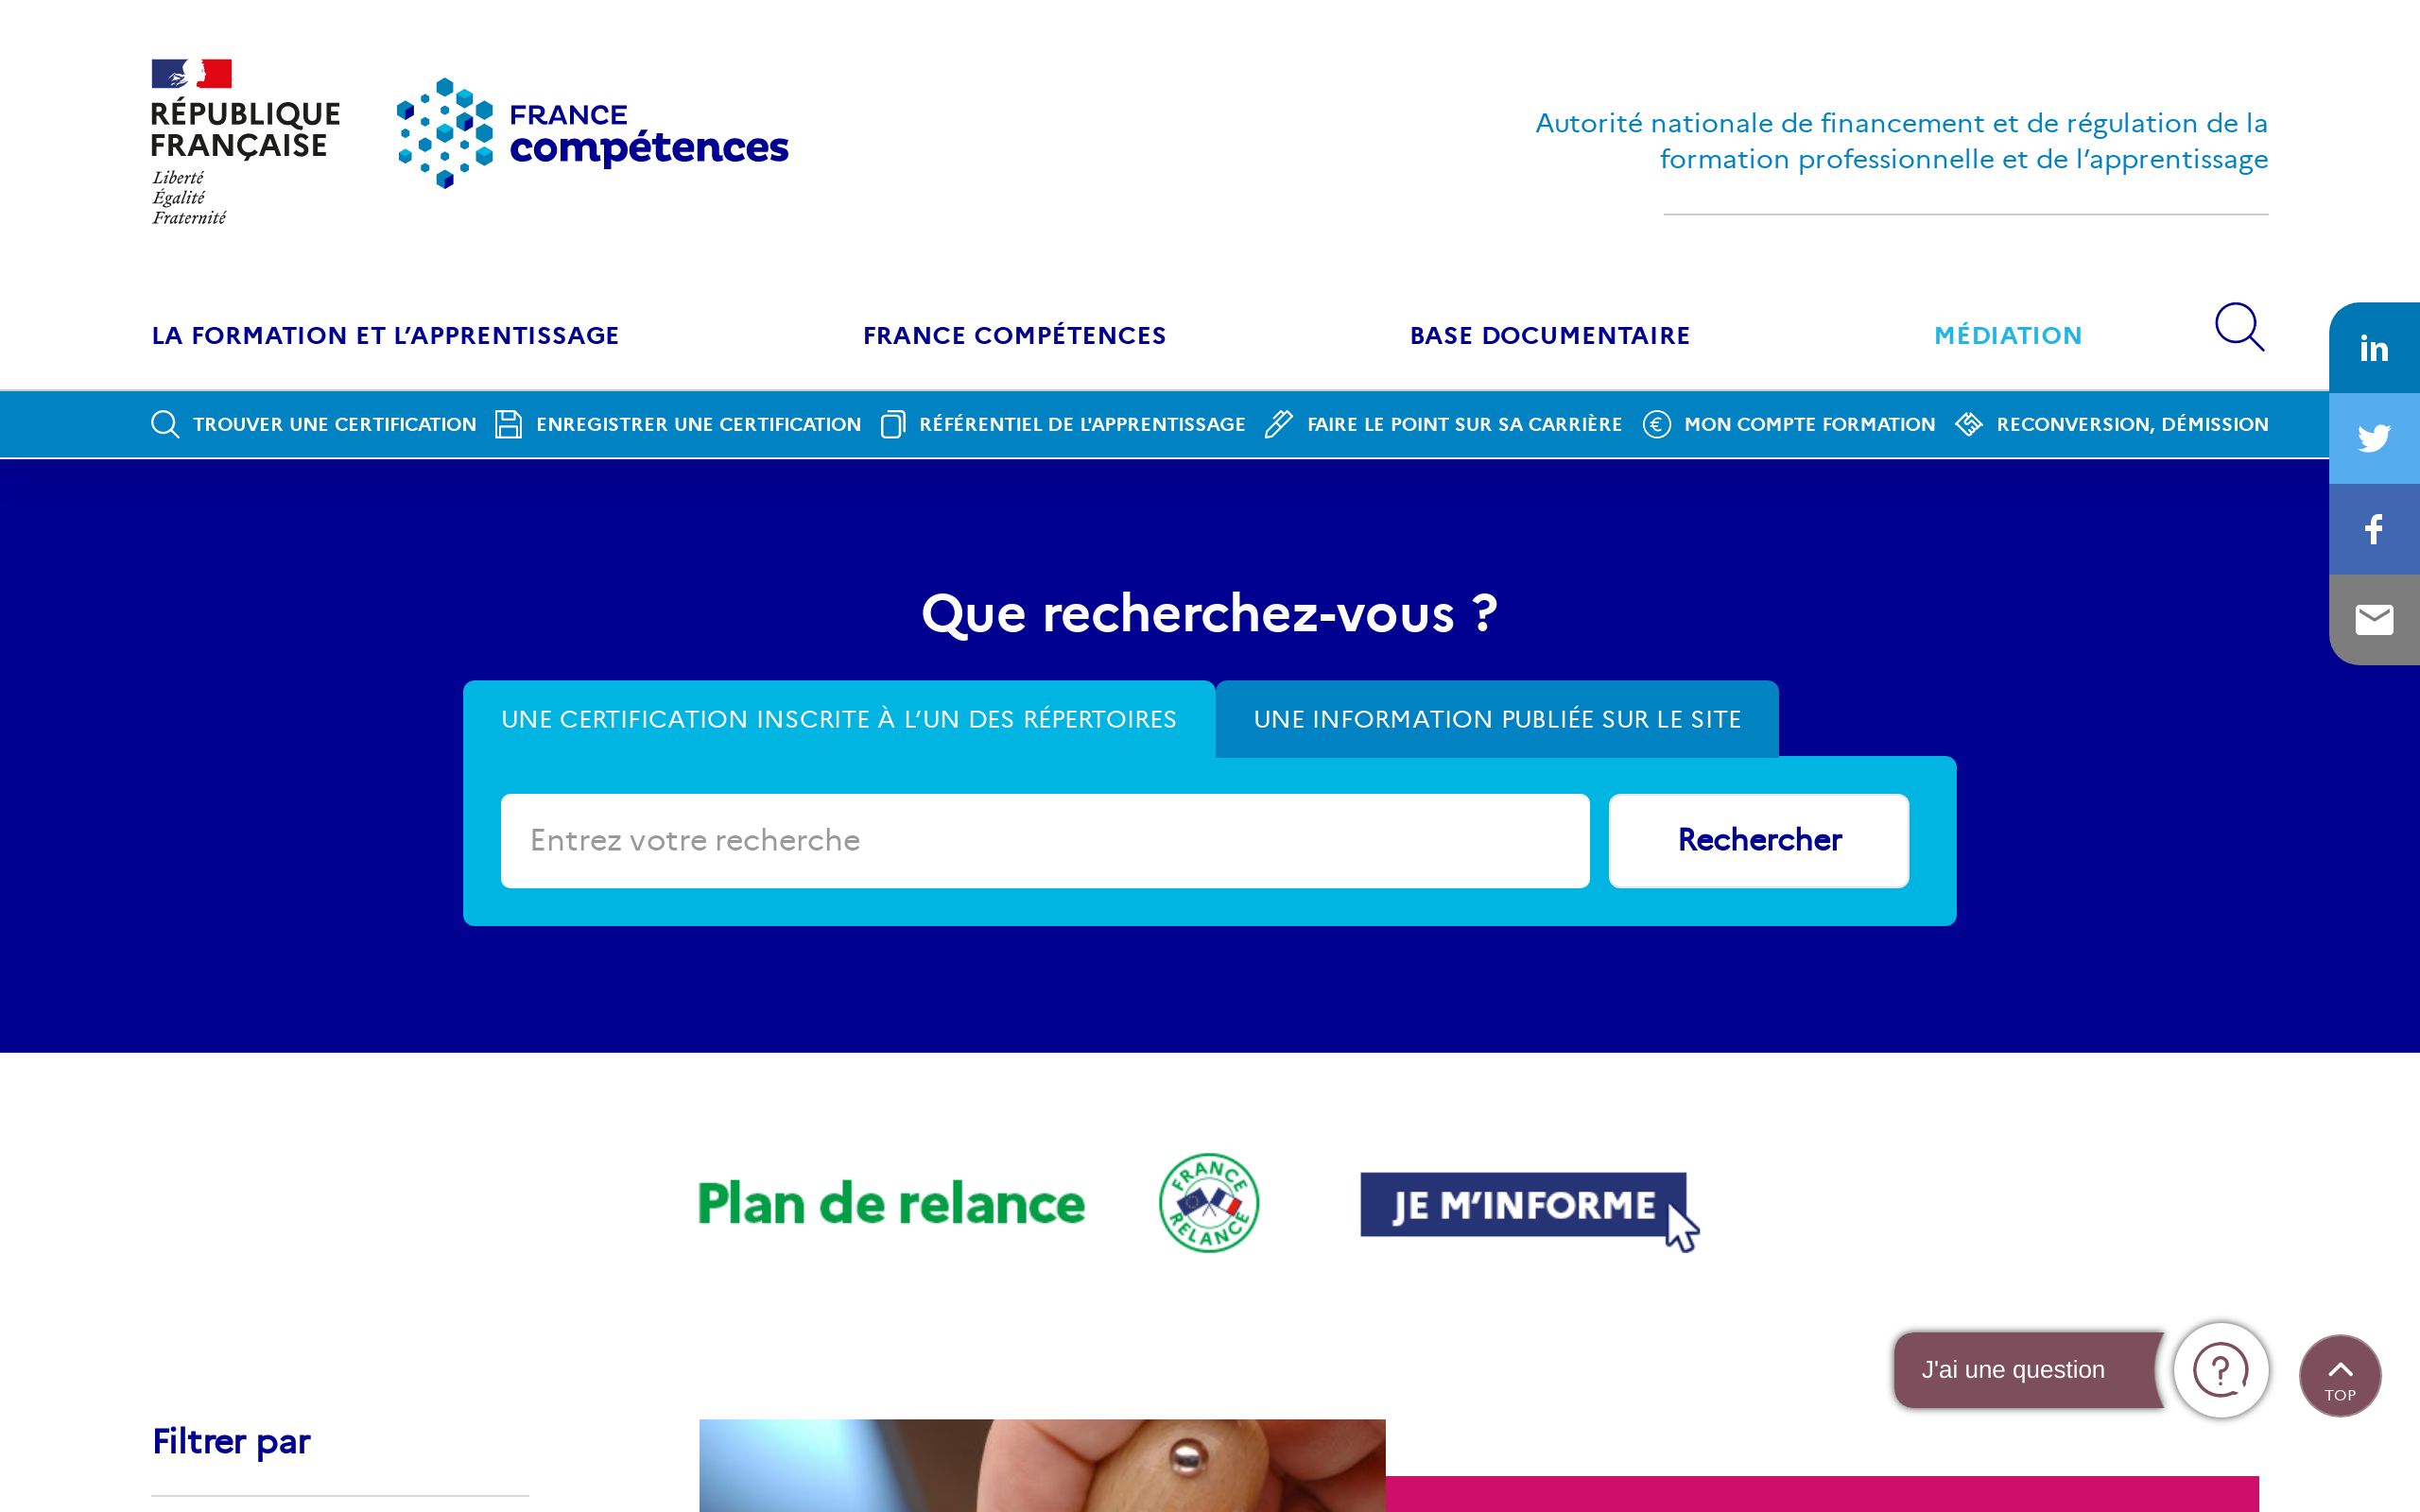 RÉPUBLIQUE
FRANÇAISE
Liberté
Égalité
Fraternité
FRANCE
compétences
Autorité nationale de financement et de régulation de la
formation professionnelle et de l’apprentissage
LA FORMATION ET L’APPRENTISSAGE
FRANCE COMPÉTENCES
BASE DOCUMENTAIRE
MÉDIATION
TROUVER UNE CERTIFICATION
ENREGISTRER UNE CERTIFICATION
RÉFÉRENTIEL DE L'APPRENTISSAGE
FAIRE LE POINT SUR SA CARRIÈRE
MON COMPTE FORMATION
RECONVERSION, DÉMISSION
in
f
Que recherchez-vous ?
UNE CERTIFICATION INSCRITE À L’UN DES RÉPERTOIRES
UNE INFORMATION PUBLIÉE SUR LE SITE
Entrez votre recherche
Rechercher
Plan de relance
FRANCE
RELANCE
JE M’INFORME
J'ai une question
?
TOP
Filtrer par